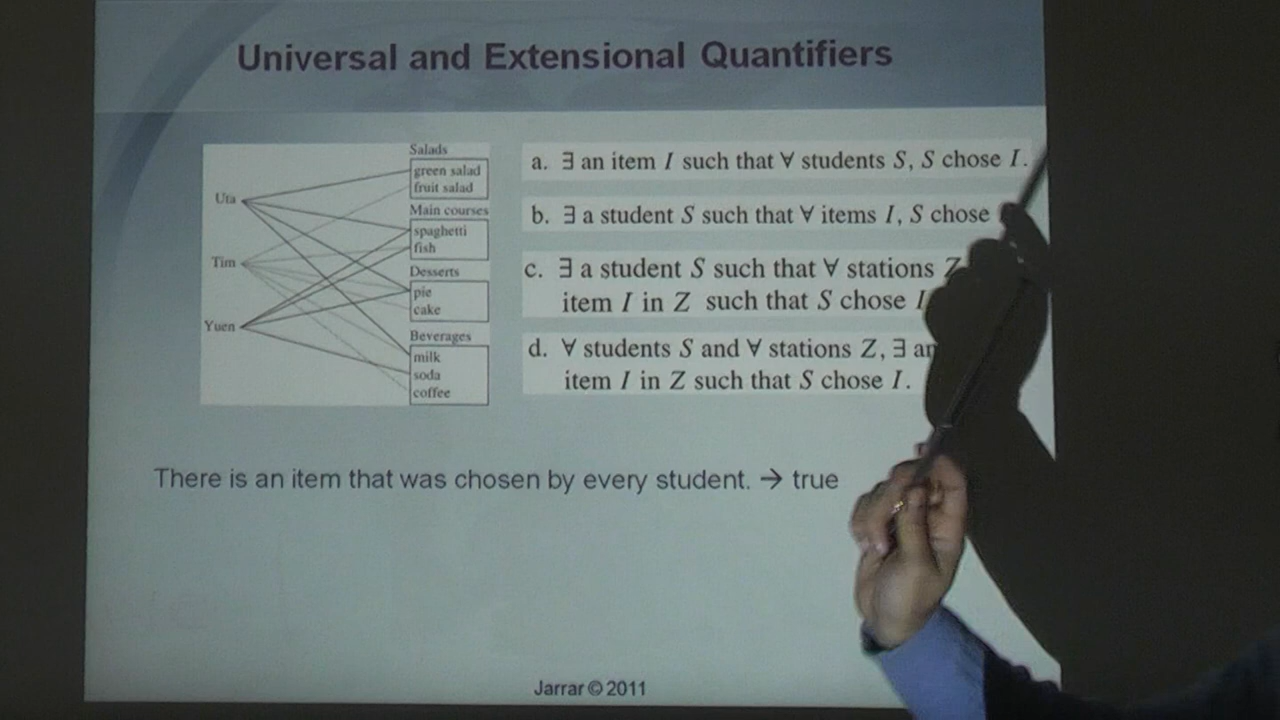 Universal and Extensional Quantifiers
Salads
green salad
fruit salad
Uta
Main courses
spaghetti
fish
Tim
Desserts
pie
cake
Yuen
Beverages
milk
soda
coffee
a. ∃ an item I such that ∀ students S, S chose I.
b. ∃ a student S such that ∀ items I, S chose
c. ∃ a student S such that ∀ stations Z
item I in Z such that S chose I
d. ∀ students S and ∀ stations Z, ∃ an
item I in Z such that S chose I.
There is an item that was chosen by every student. → true
Jarrar © 2011